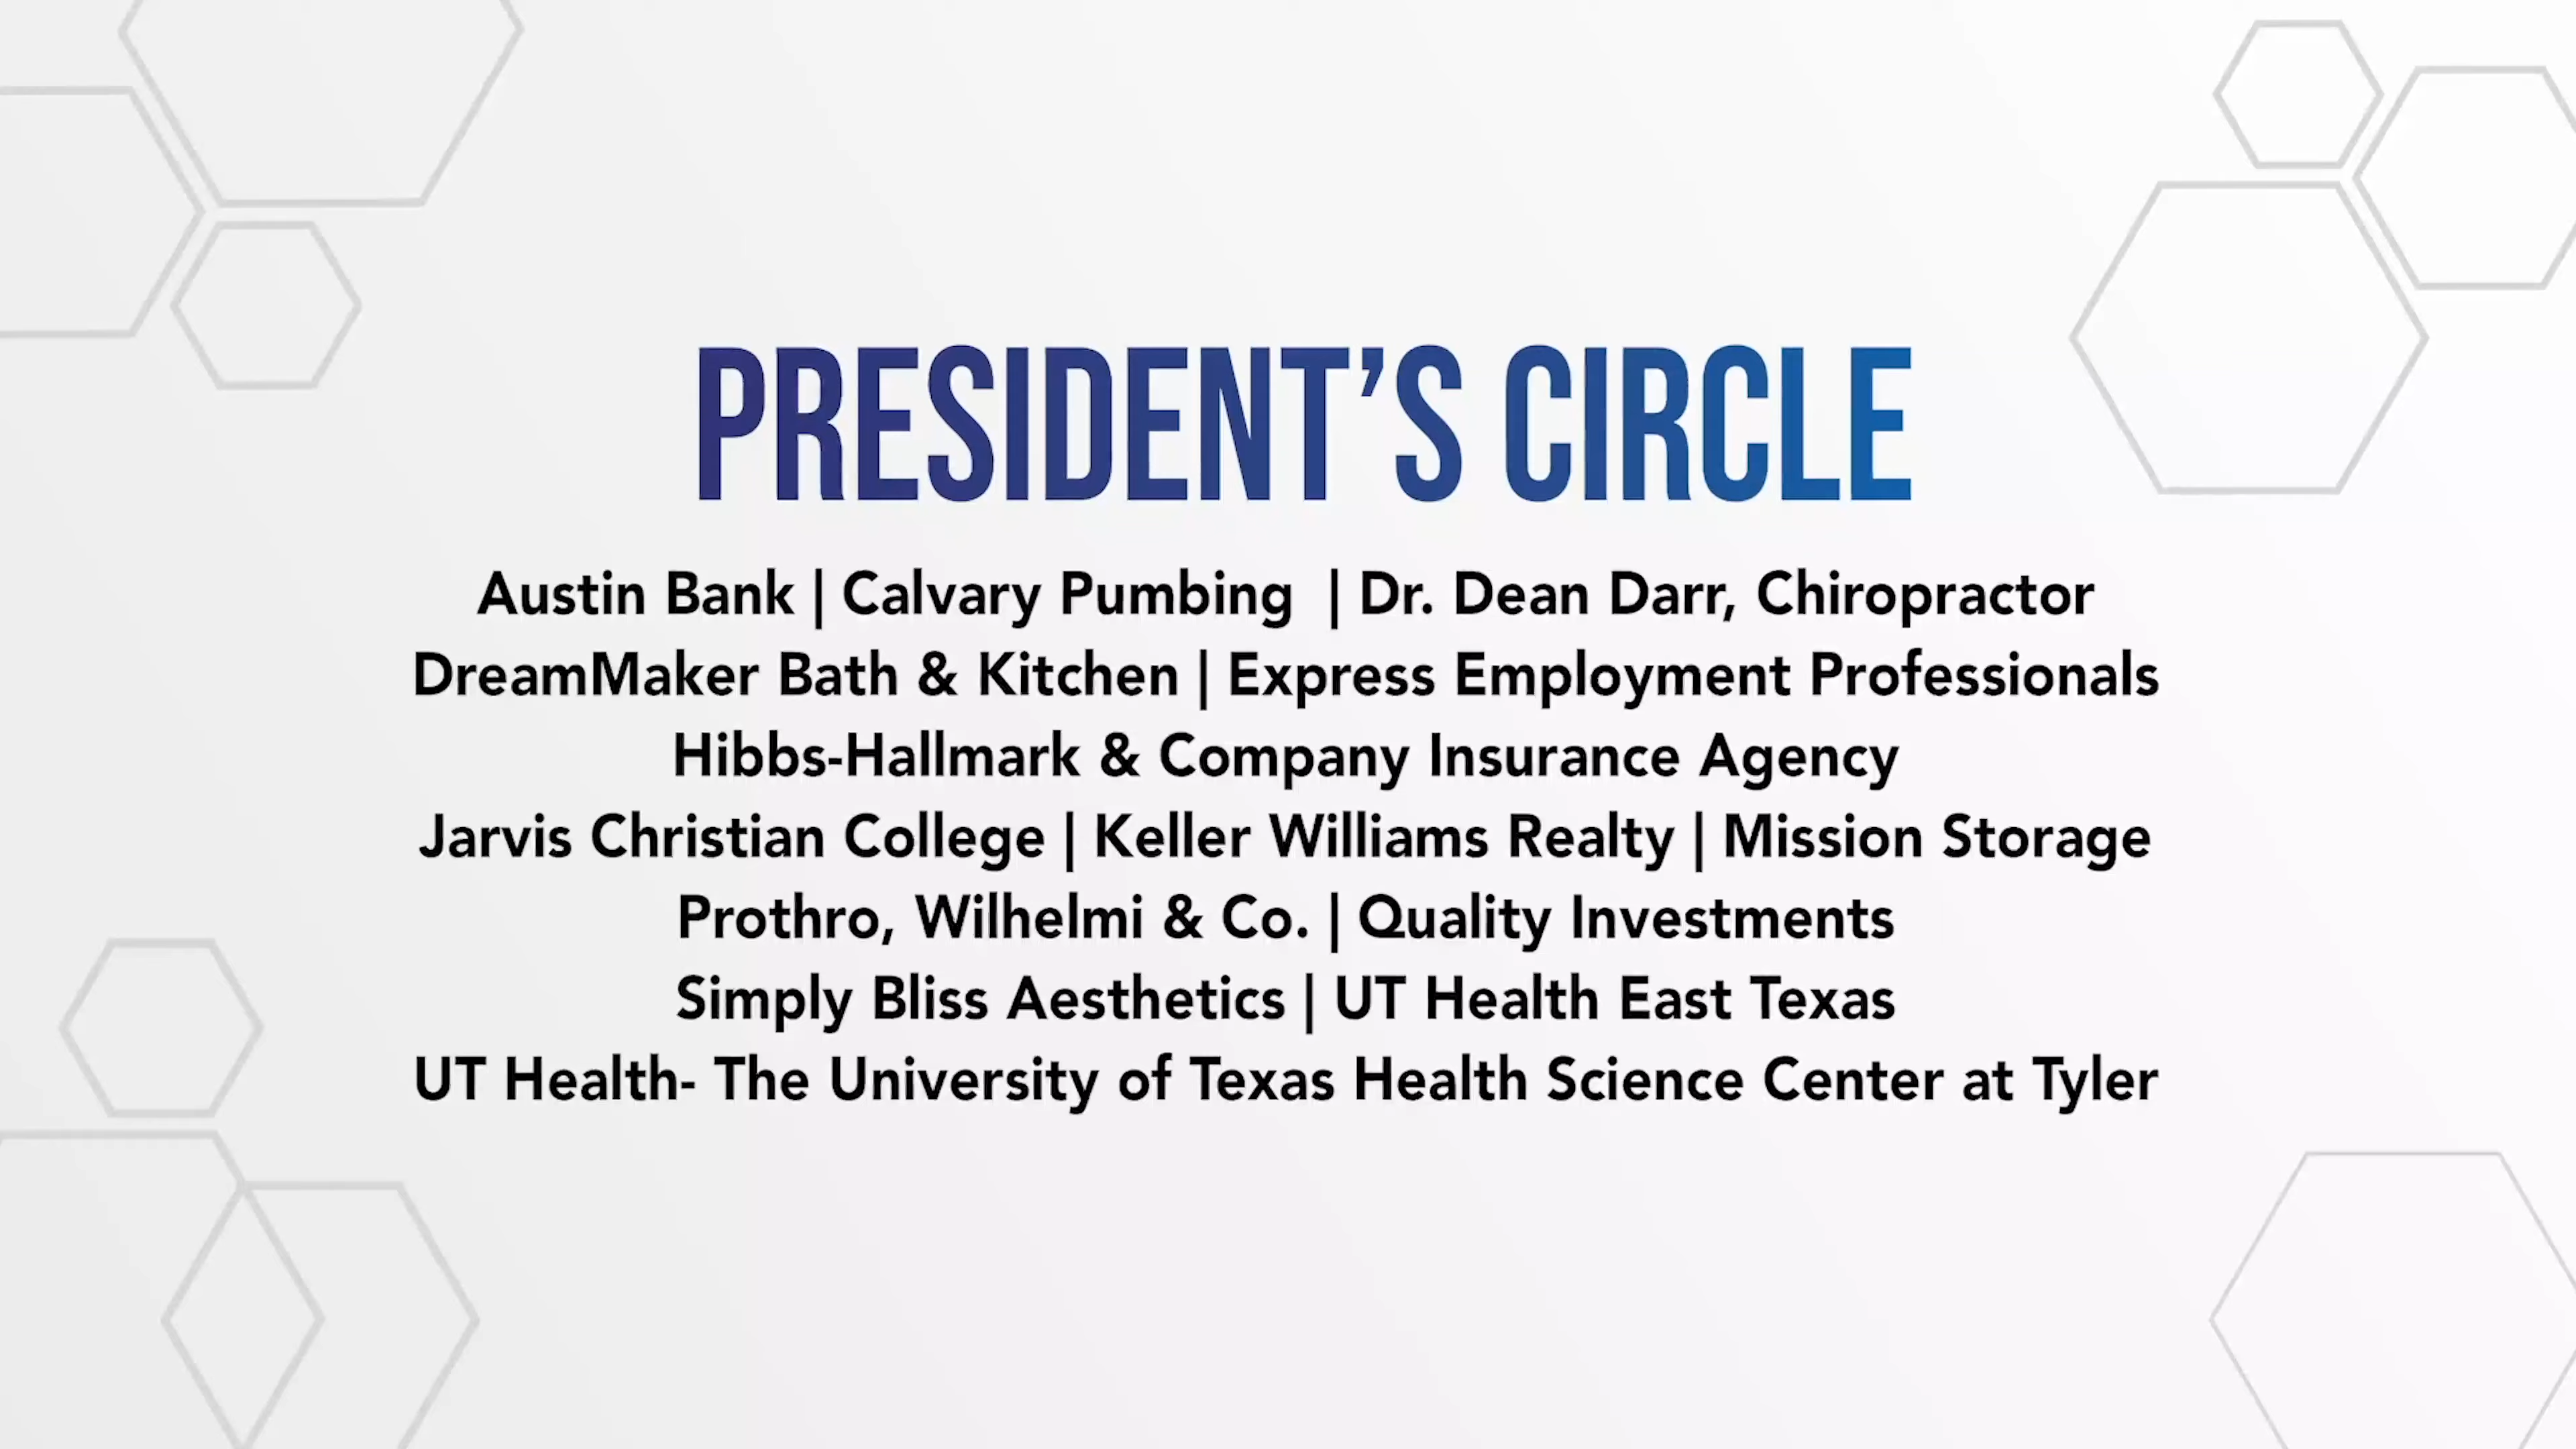 PRESIDENT’S CIRCLE
Austin Bank | Calvary Pumbing | Dr. Dean Darr, Chiropractor
DreamMaker Bath & Kitchen | Express Employment Professionals
Hibbs-Hallmark & Company Insurance Agency
Jarvis Christian College | Keller Williams Realty | Mission Storage
Prothro, Wilhelmi & Co. | Quality Investments
Simply Bliss Aesthetics | UT Health East Texas
UT Health- The University of Texas Health Science Center at Tyler